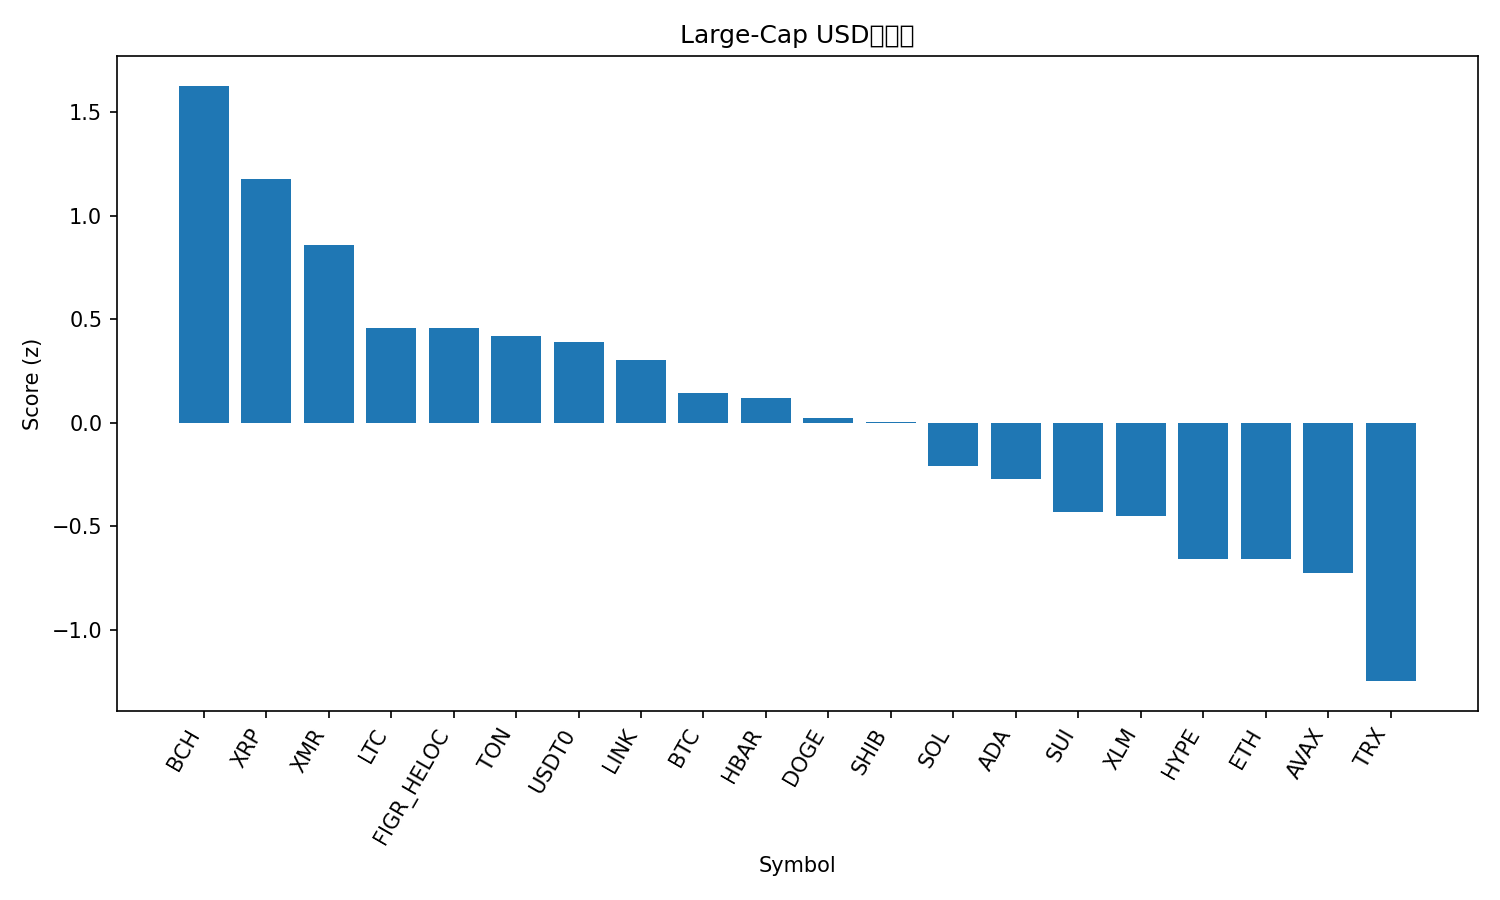 Large-Cap USD
Score (z)
1.5
1.0
0.5
0.0
−0.5
−1.0
BCH
XRP
XMR
LTC
FIGR_HELOC
TON
USDT0
LINK
BTC
HBAR
DOGE
SHIB
SOL
ADA
SUI
XLM
HYPE
ETH
AVAX
TRX
Symbol